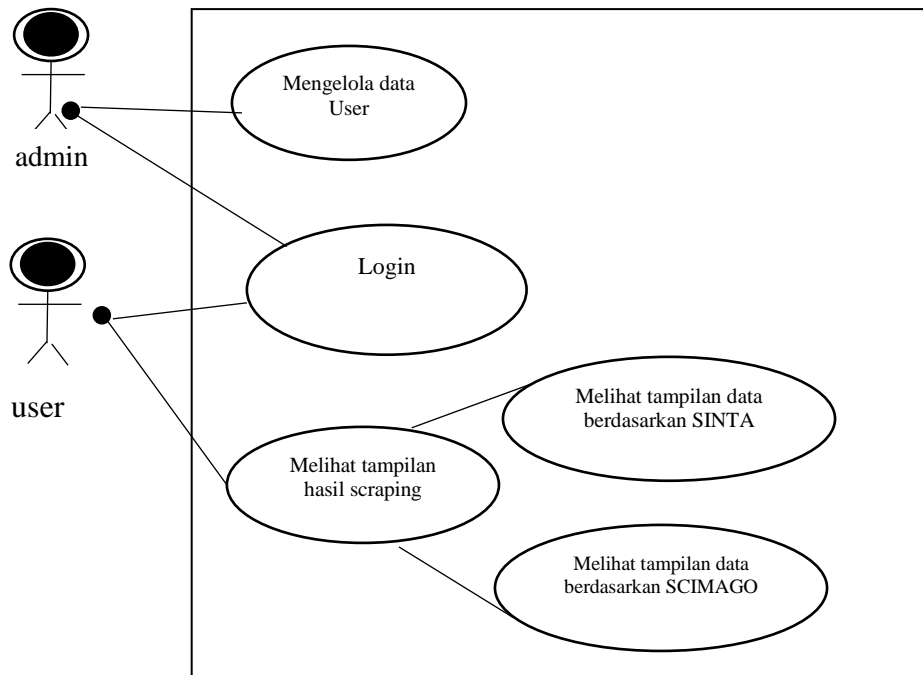 Mengelola data
User
admin
Login
user
Melihat tampilan data
berdasarkan SINTA
Melihat tampilan
hasil scraping
Melihat tampilan data
berdasarkan SCIMAGO